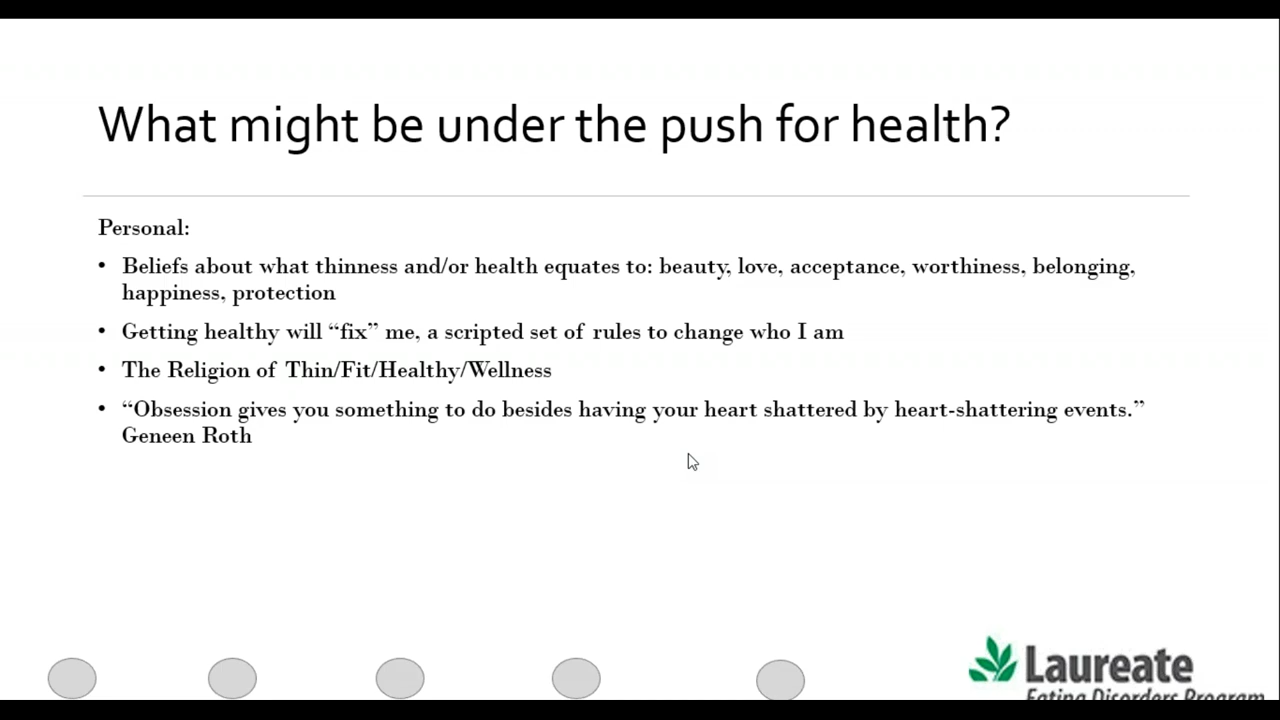 What might be under the push for health?
Personal:
• Beliefs about what thinness and/or health equates to: beauty, love, acceptance, worthiness, belonging,
happiness, protection
• Getting healthy will “fix” me, a scripted set of rules to change who I am
• The Religion of Thin/Fit/Healthy/Wellness
• “Obsession gives you something to do besides having your heart shattered by heart-shattering events.”
Geneen Roth
Laureate
Eating Disorders Program